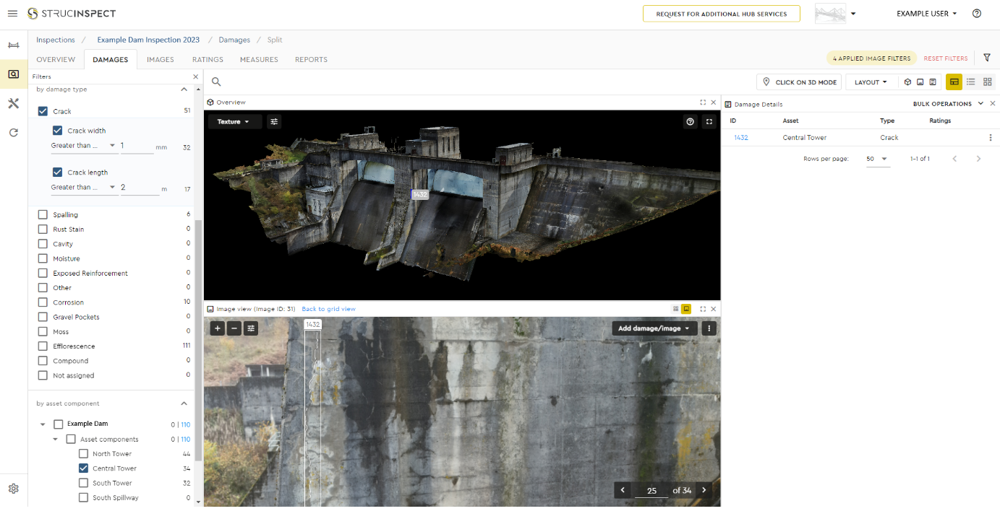 STRUCINSPECT
REQUEST FOR ADDITIONAL HUB SERVICES
EXAMPLE USER
Inspections / Example Dam Inspection 2023 / Damages / Split
OVERVIEW DAMAGES IMAGES RATINGS MEASURES REPORTS
4 APPLIED IMAGE FILTERS RESET FILTERS
Filters
by damage type
Crack 51
Crack width
Greater than ... 1 mm 32
Crack length
Greater than ... 2 m 17
Spalling 6
Rust Stain 0
Cavity 0
Moisture 0
Exposed Reinforcement 0
Other 0
Corrosion 10
Gravel Pockets 0
Moss 0
Efflorescence 111
Compound 0
Not assigned 0
by asset component
Example Dam 0 | 110
Asset components 0 | 110
North Tower 44
Central Tower 34
South Tower 32
South Spillway 0
CLICK ON 3D MODE
LAYOUT
Overview
Texture
1432
Image view (Image ID: 31) Back to grid view
1432
Add damage/image
25 of 34
Damage Details BULK OPERATIONS
ID Asset Type Ratings
1432 Central Tower Crack
Rows per page: 50 1-1 of 1